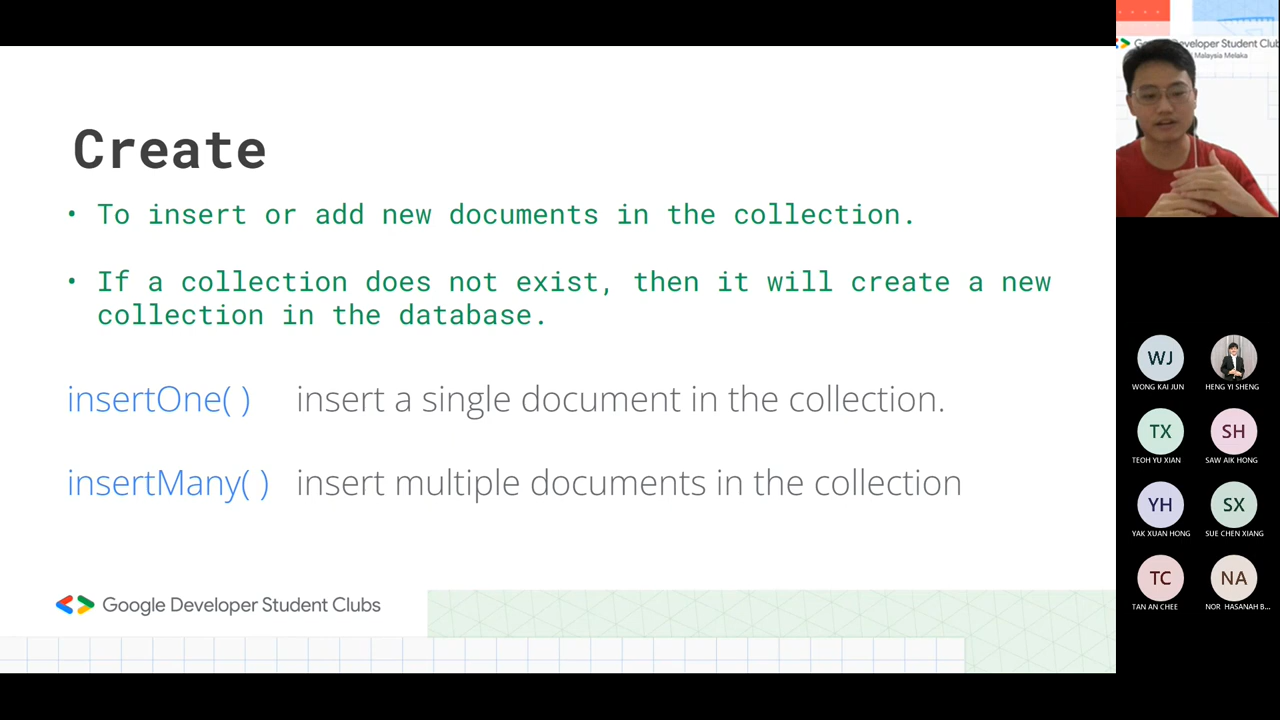 Create
• To insert or add new documents in the collection.
• If a collection does not exist, then it will create a new
collection in the database.
insertOne( ) insert a single document in the collection.
insertMany( ) insert multiple documents in the collection
Google Developer Student Clubs
Developer Student Club
Malaysia Melaka
WJ
WONG KAI JUN
HENG YI SHENG
TX
TEOH YU XIAN
SH
SAW AIK HONG
YH
YAK XUAN HONG
SX
SUE CHEN XIANG
TC
TAN AN CHEE
NA
NOR HASANAH B...